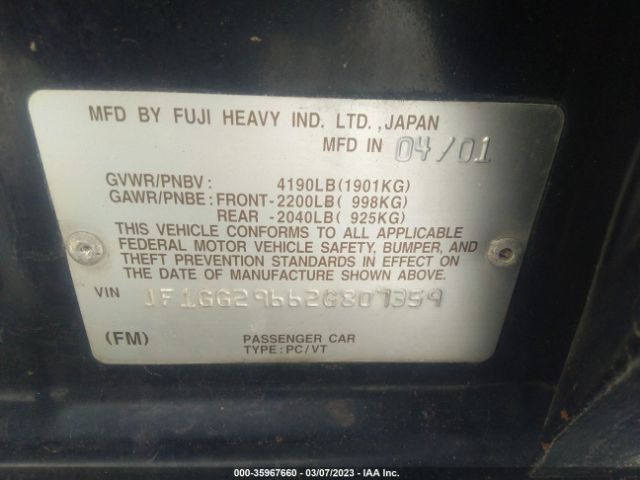 MFD BY FUJI HEAVY IND. LTD. ,JAPAN
MFD IN 04/01
GVWR/PNBV : 4190LB(1901KG)
GAWR/PNBE : FRONT-2200LB( 998KG)
REAR -2040LB( 925KG)
THIS VEHICLE CONFORMS TO ALL APPLICABLE
FEDERAL MOTOR VEHICLE SAFETY, BUMPER, AND
THEFT PREVENTION STANDARDS IN EFFECT ON
THE DATE OF MANUFACTURE SHOWN ABOVE.
VIN JF1GG29662G807359
(FM) PASSENGER CAR
TYPE : PC/VT
000-35967660 - 03/07/2023 - IAA Inc.